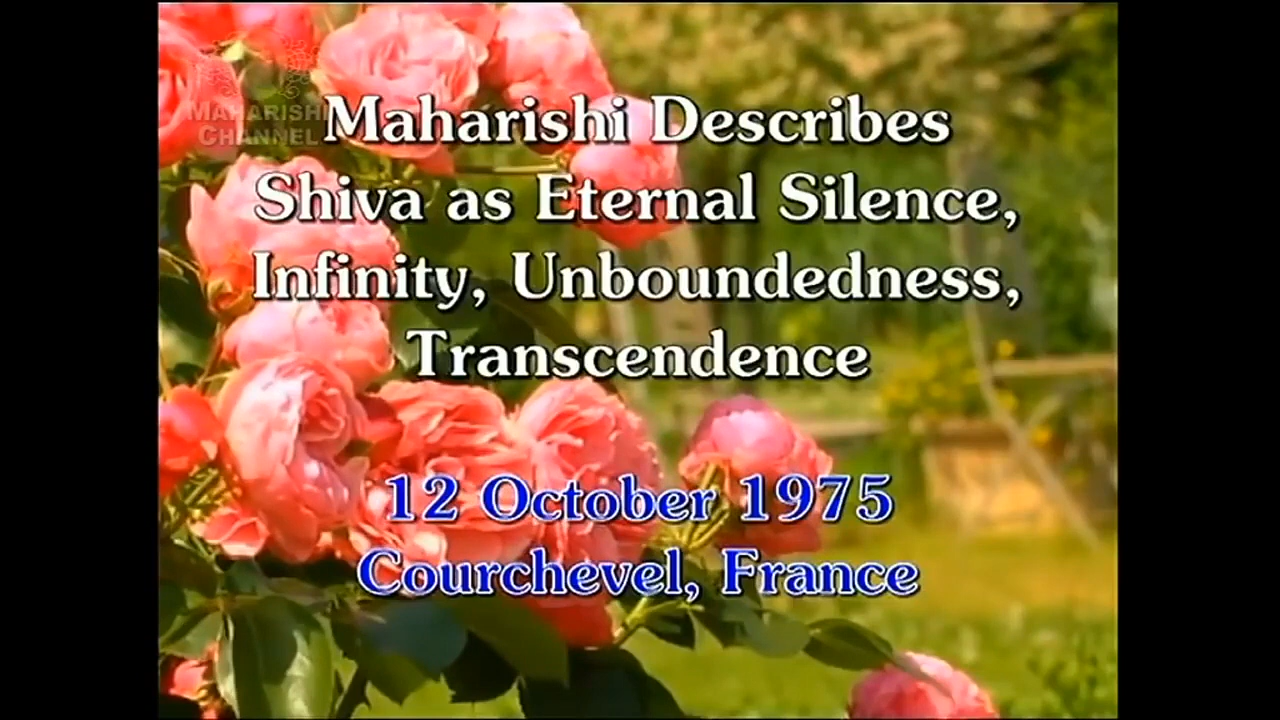 MAHARISHI
CHANNEL
Maharishi Describes
Shiva as Eternal Silence,
Infinity, Unboundedness,
Transcendence
12 October 1975
Courchevel, France